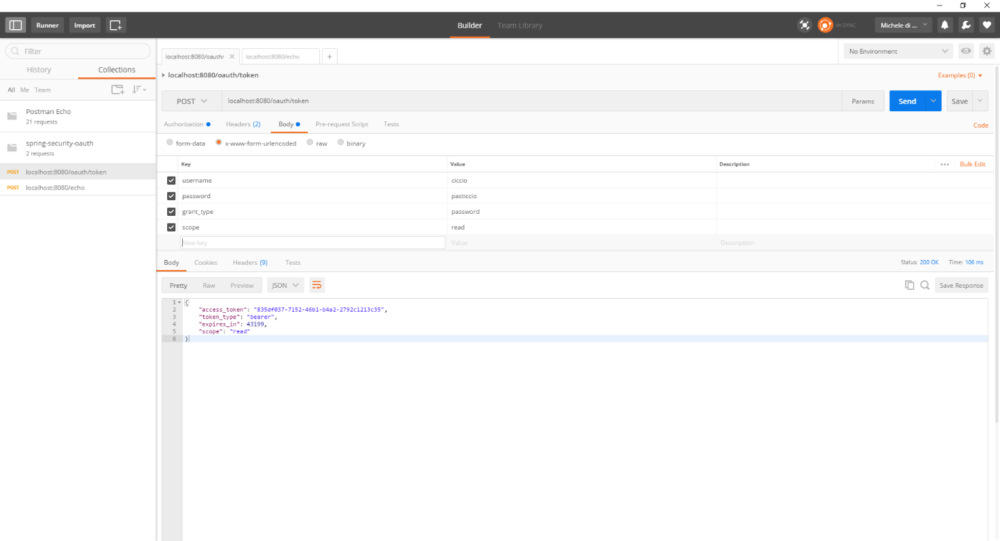 Runner Import Builder Team Library IN SYNC Michele di ...
Filter
History Collections
All Me Team
Postman Echo
21 requests
spring-security-oauth
2 requests
POST localhost:8080/oauth/token
POST localhost:8080/echo
localhost:8080/oauth/ localhost:8080/echo + No Environment
localhost:8080/oauth/token Examples (0)
POST localhost:8080/oauth/token Params Send Save
Authorization Headers (2) Body Pre-request Script Tests Code
form-data x-www-form-urlencoded raw binary
Key Value Description ••• Bulk Edit
username ciccio
password pasticcio
grant_type password
scope read
New key Value Description
Body Cookies Headers (9) Tests Status: 200 OK Time: 106 ms
Pretty Raw Preview JSON Save Response
1 {
2 "access_token": "835df037-7152-46b1-b4a2-2792c1213c35",
3 "token_type": "bearer",
4 "expires_in": 43199,
5 "scope": "read"
6 }